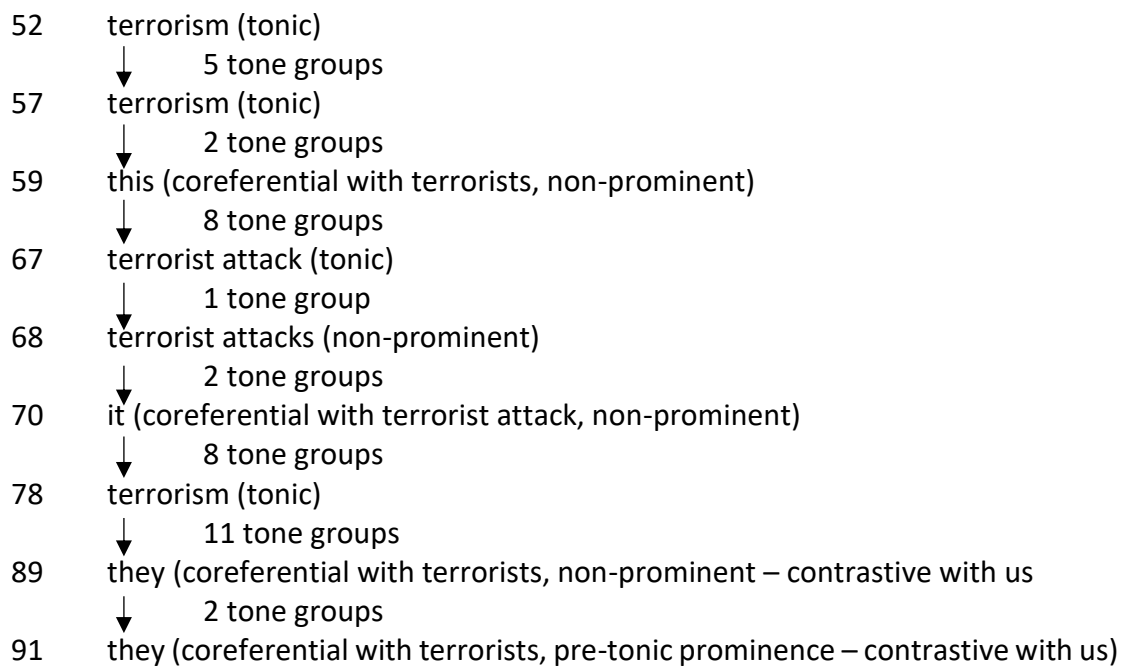 52 terrorism (tonic)
5 tone groups
57 terrorism (tonic)
2 tone groups
59 this (coreferential with terrorists, non-prominent)
8 tone groups
67 terrorist attack (tonic)
1 tone group
68 terrorist attacks (non-prominent)
2 tone groups
70 it (coreferential with terrorist attack, non-prominent)
8 tone groups
78 terrorism (tonic)
11 tone groups
89 they (coreferential with terrorists, non-prominent – contrastive with us
2 tone groups
91 they (coreferential with terrorists, pre-tonic prominence – contrastive with us)